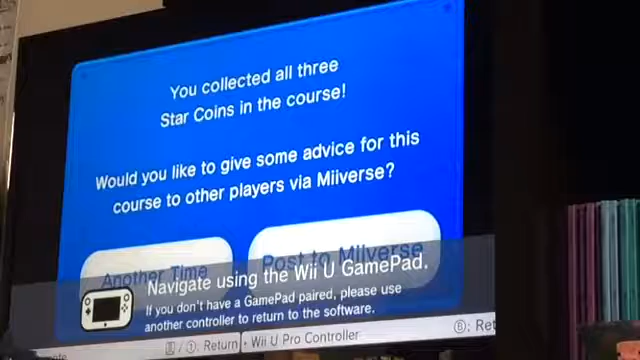 You collected all three
Star Coins in the course!
Would you like to give some advice for this
course to other players via Miiverse?
Another Time
Post to Miiverse
Navigate using the Wii U GamePad.
If you don't have a GamePad paired, please use
another controller to return to the software.
Return
• Wii U Pro Controller
Ⓑ: Ret